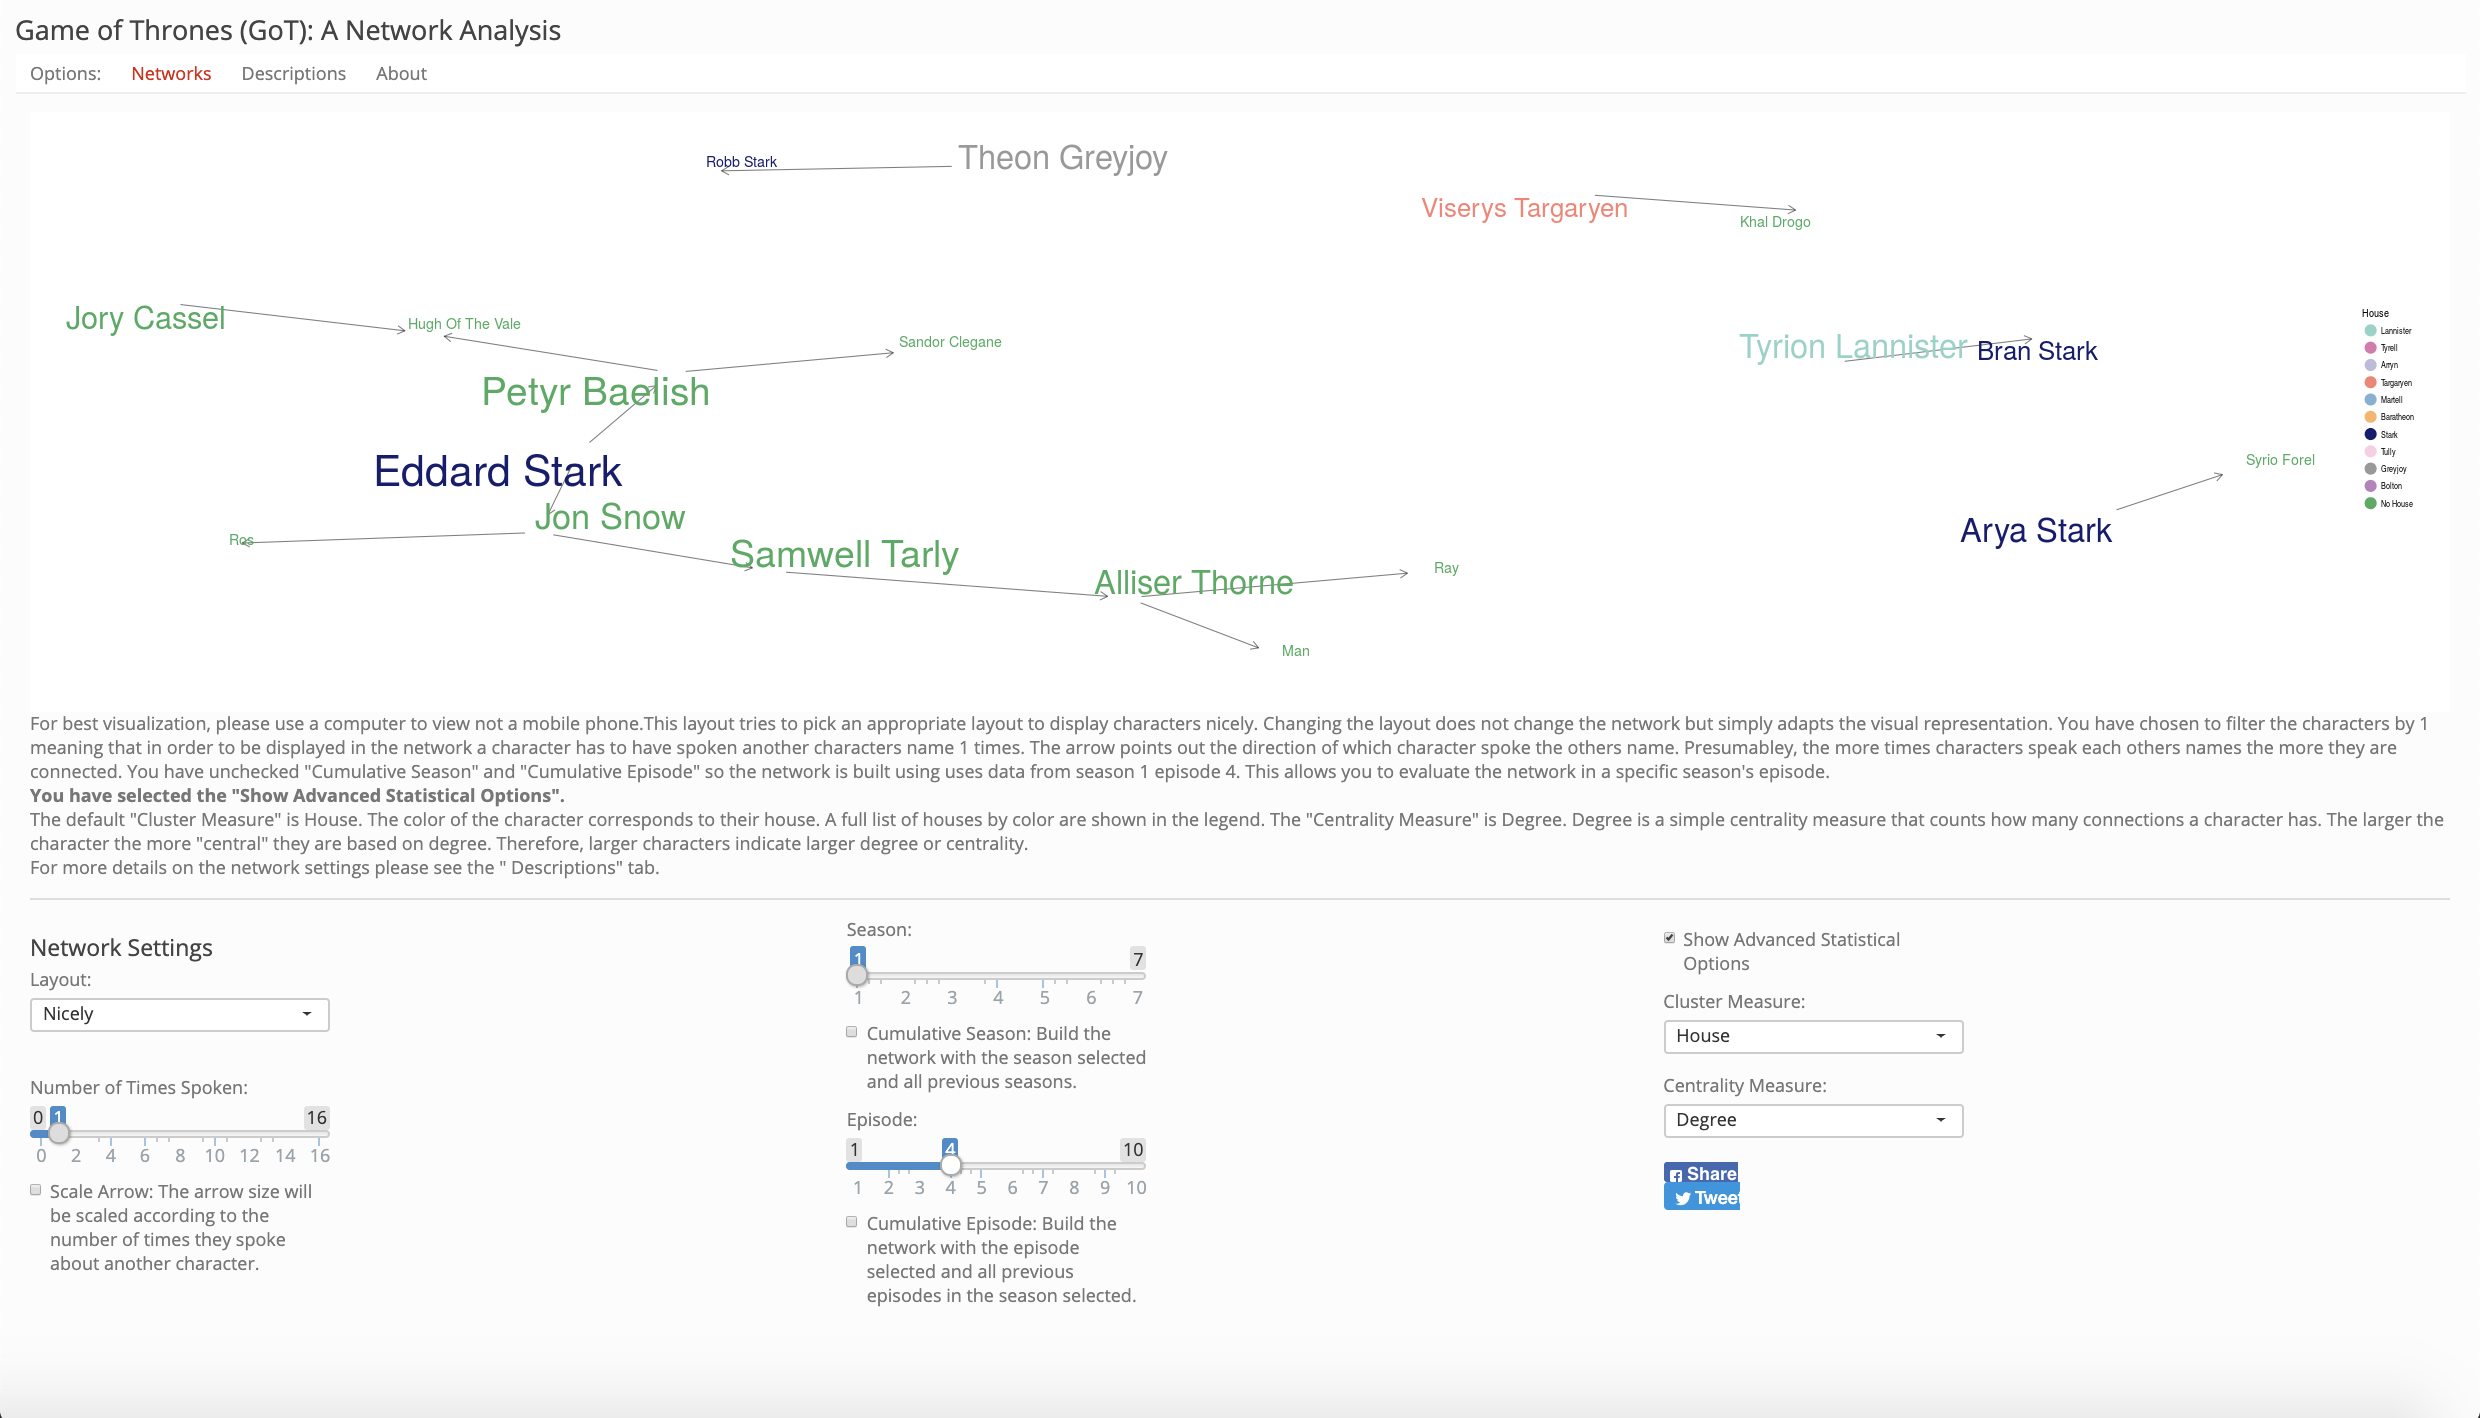 Game of Thrones (GoT): A Network Analysis
Options: Networks Descriptions About
Robb Stark
Theon Greyjoy
Viserys Targaryen
Khal Drogo
Jory Cassel
Hugh Of The Vale
Sandor Clegane
Petyr Baelish
Tyrion Lannister
Bran Stark
Eddard Stark
Jon Snow
Ros
Samwell Tarly
Alliser Thorne
Ray
Man
Arya Stark
Syrio Forel
House
Lannister
Tyrell
Arryn
Targaryen
Martell
Baratheon
Stark
Tully
Greyjoy
Bolton
No House
For best visualization, please use a computer to view not a mobile phone.This layout tries to pick an appropriate layout to display characters nicely. Changing the layout does not change the network but simply adapts the visual representation. You have chosen to filter the characters by 1
meaning that in order to be displayed in the network a character has to have spoken another characters name 1 times. The arrow points out the direction of which character spoke the others name. Presumabley, the more times characters speak each others names the more they are
connected. You have unchecked "Cumulative Season" and "Cumulative Episode" so the network is built using uses data from season 1 episode 4. This allows you to evaluate the network in a specific season's episode.
You have selected the "Show Advanced Statistical Options".
The default "Cluster Measure" is House. The color of the character corresponds to their house. A full list of houses by color are shown in the legend. The "Centrality Measure" is Degree. Degree is a simple centrality measure that counts how many connections a character has. The larger the
character the more "central" they are based on degree. Therefore, larger characters indicate larger degree or centrality.
For more details on the network settings please see the " Descriptions" tab.
Network Settings
Layout:
Nicely
Number of Times Spoken:
0 1 16
0 2 4 6 8 10 12 14 16
Scale Arrow: The arrow size will
be scaled according to the
number of times they spoke
about another character.
Season:
1 7
1 2 3 4 5 6 7
Cumulative Season: Build the
network with the season selected
and all previous seasons.
Episode:
1 4 10
1 2 3 4 5 6 7 8 9 10
Cumulative Episode: Build the
network with the episode
selected and all previous
episodes in the season selected.
Show Advanced Statistical
Options
Cluster Measure:
House
Centrality Measure:
Degree
Share
Tweet